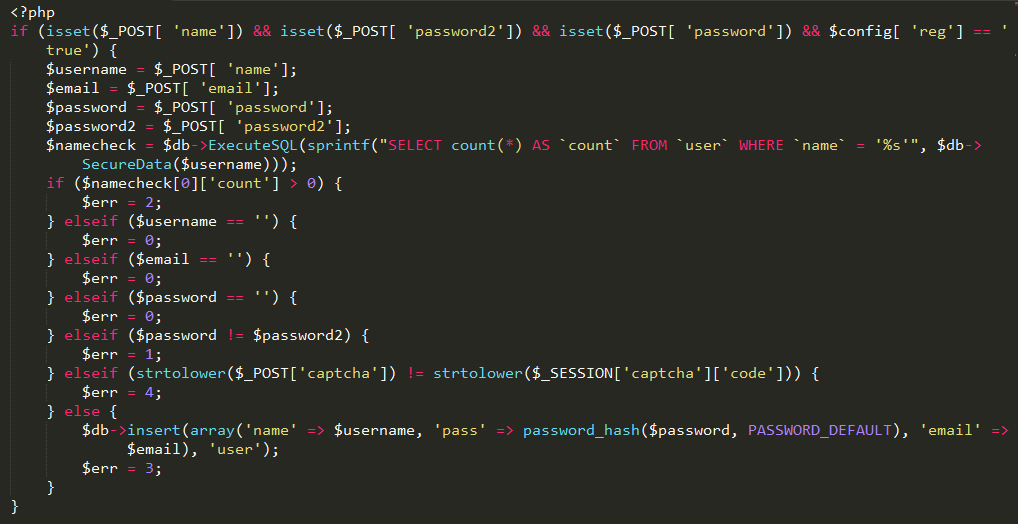 <?php
if (isset($_POST[ 'name']) && isset($_POST[ 'password2']) && isset($_POST[ 'password']) && $config[ 'reg'] == '
true') {
$username = $_POST[ 'name'];
$email = $_POST[ 'email'];
$password = $_POST[ 'password'];
$password2 = $_POST[ 'password2'];
$namecheck = $db->ExecuteSQL(sprintf("SELECT count(*) AS `count` FROM `user` WHERE `name` = '%s'", $db->
SecureData($username)));
if ($namecheck[0]['count'] > 0) {
$err = 2;
} elseif ($username == '') {
$err = 0;
} elseif ($email == '') {
$err = 0;
} elseif ($password == '') {
$err = 0;
} elseif ($password != $password2) {
$err = 1;
} elseif (strtolower($_POST['captcha']) != strtolower($_SESSION['captcha']['code'])) {
$err = 4;
} else {
$db->insert(array('name' => $username, 'pass' => password_hash($password, PASSWORD_DEFAULT), 'email' =>
$email), 'user');
$err = 3;
}
}